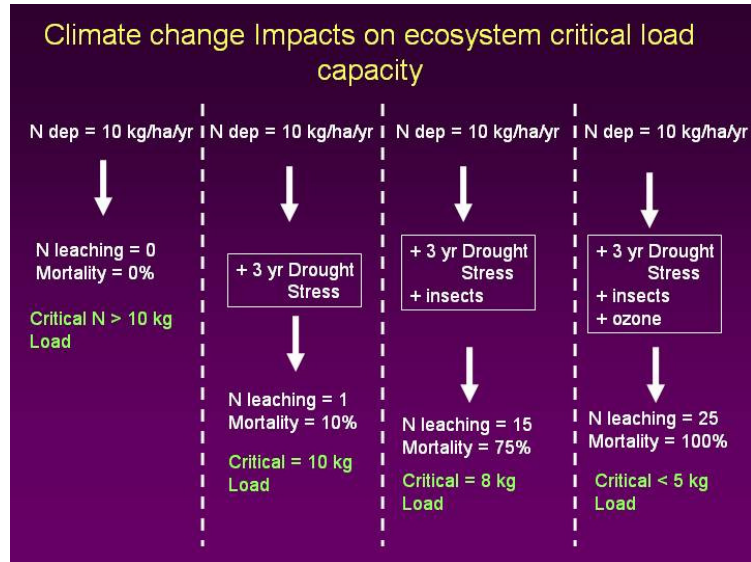 Climate change Impacts on ecosystem critical load
capacity
N dep = 10 kg/ha/yr
N leaching = 0
Mortality = 0%
Critical N > 10 kg
Load
N dep = 10 kg/ha/yr
+ 3 yr Drought
Stress
N leaching = 1
Mortality = 10%
Critical = 10 kg
Load
N dep = 10 kg/ha/yr
+ 3 yr Drought
Stress
+ insects
N leaching = 15
Mortality = 75%
Critical = 8 kg
Load
N dep = 10 kg/ha/yr
+ 3 yr Drought
Stress
+ insects
+ ozone
N leaching = 25
Mortality = 100%
Critical < 5 kg
Load